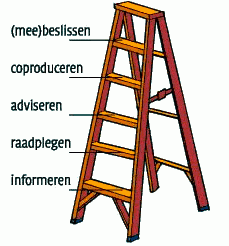 (mee)beslissen
coproduceren
adviseren
raadplegen
informeren